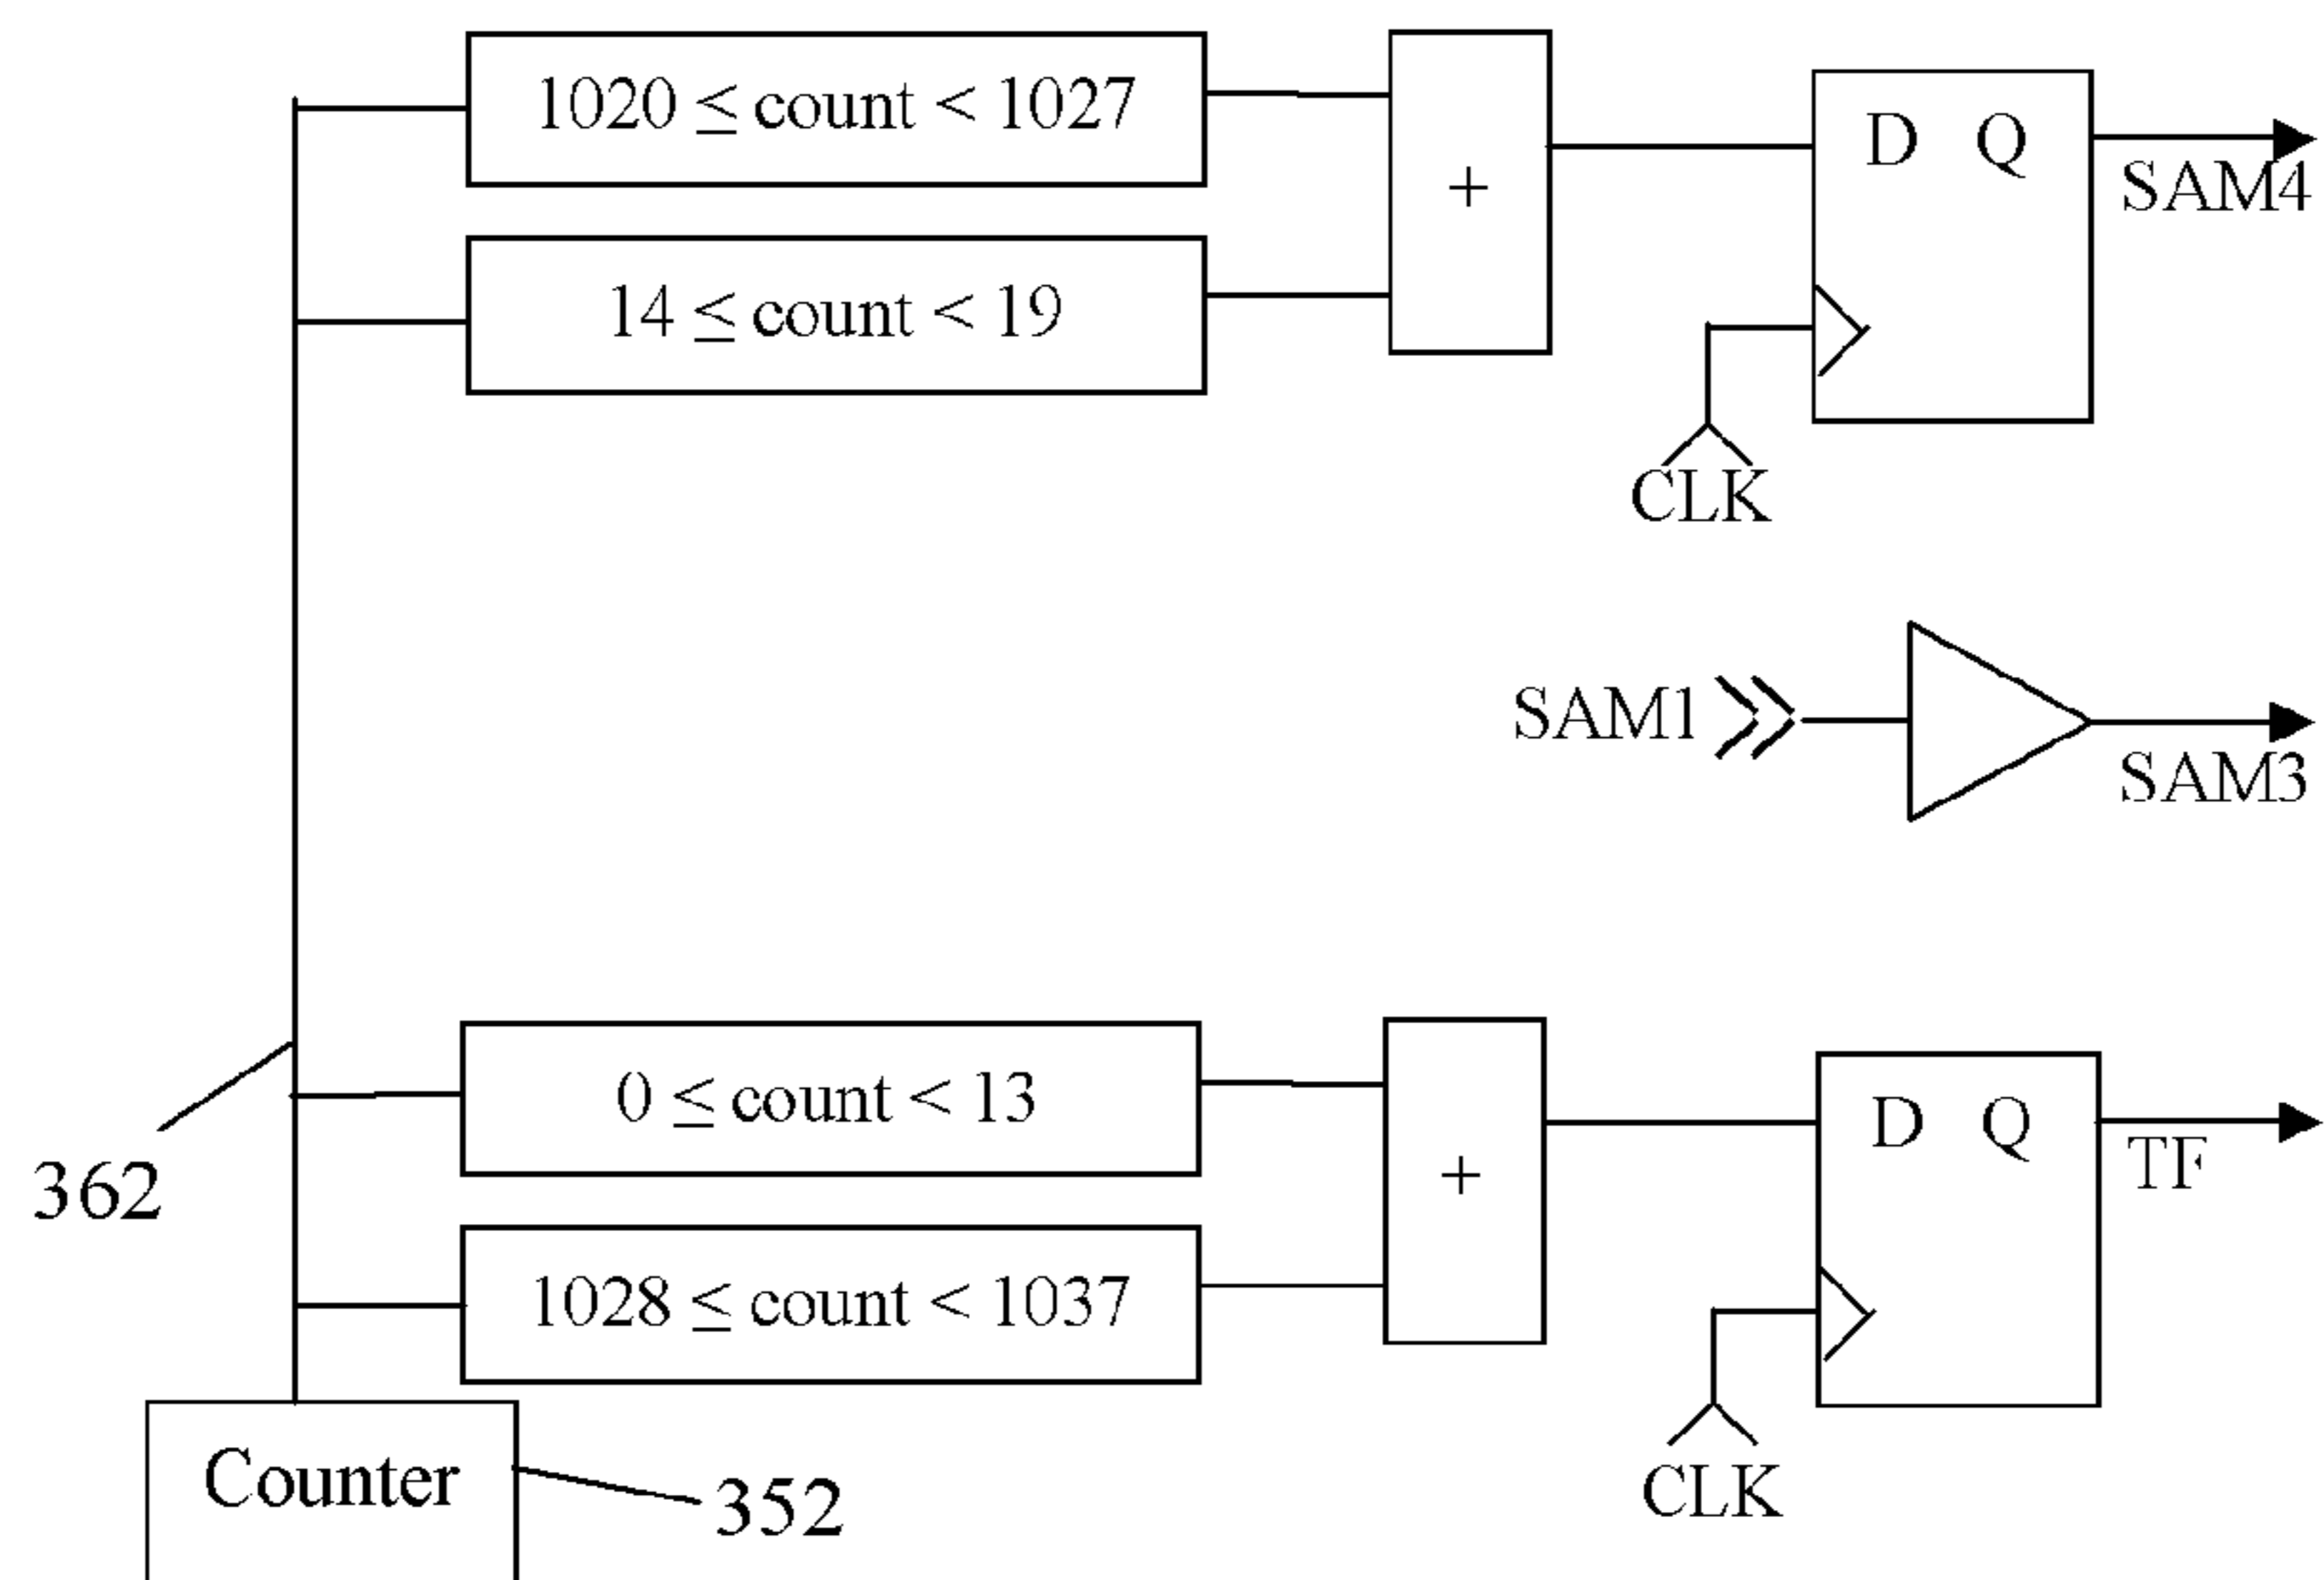 1020 ≤ count < 1027
+
D Q
SAM4
14 ≤ count < 19
CLK
SAM1
SAM3
0 ≤ count < 13
+
D Q
TF
362
1028 ≤ count < 1037
Counter
352
CLK